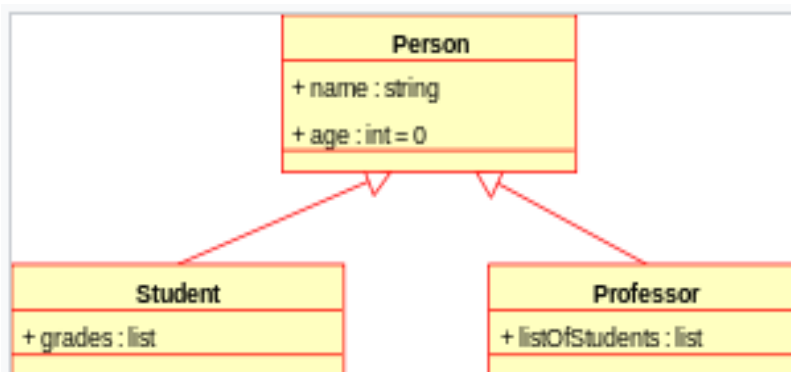 Person
+ name : string
+ age : int = 0
Student
+ grades : list
Professor
+ listOfStudents : list